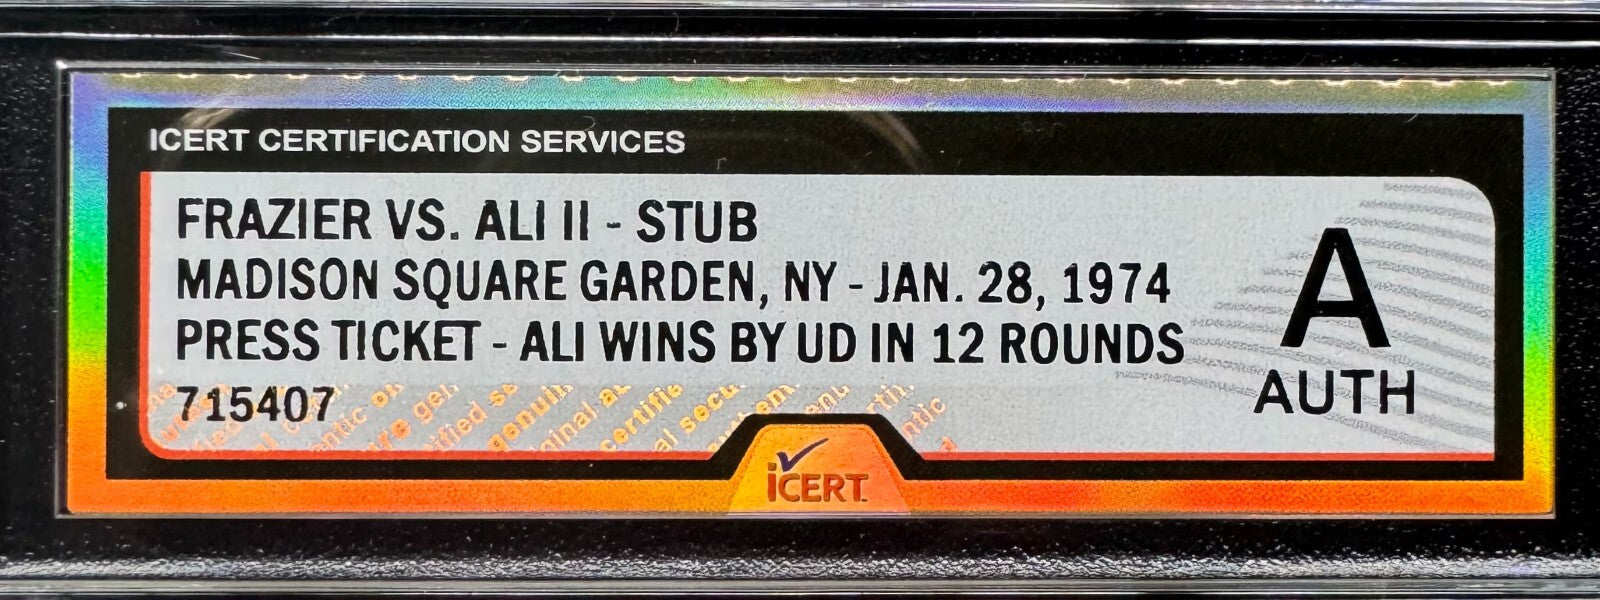 ICERT CERTIFICATION SERVICES
FRAZIER VS. ALI II - STUB
MADISON SQUARE GARDEN, NY - JAN. 28, 1974
PRESS TICKET - ALI WINS BY UD IN 12 ROUNDS
715407
A
AUTH
iCERT